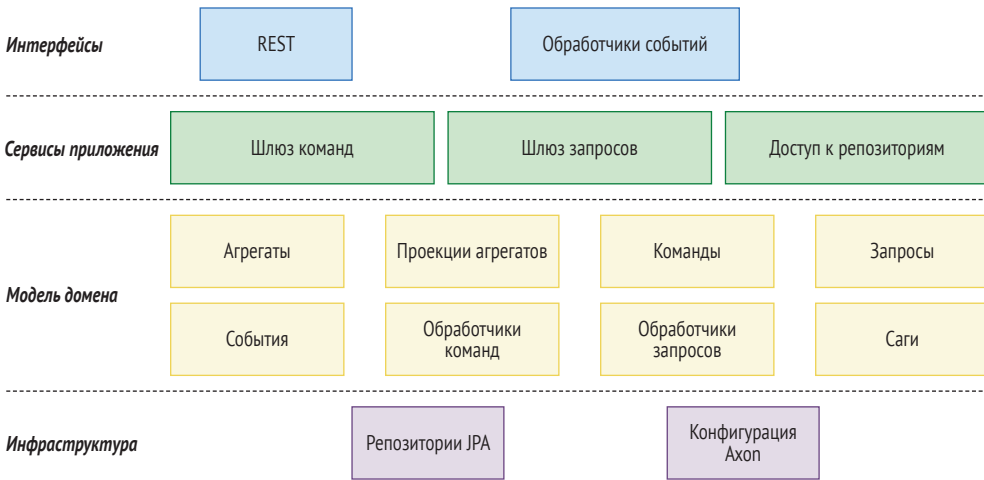 Интерфейсы
REST
Обработчики событий
Сервисы приложения
Шлюз команд
Шлюз запросов
Доступ к репозиториям
Модель домена
Агрегаты
Проекции агрегатов
Команды
Запросы
События
Обработчики
команд
Обработчики
запросов
Саги
Инфраструктура
Репозитории JPA
Конфигурация
Axon